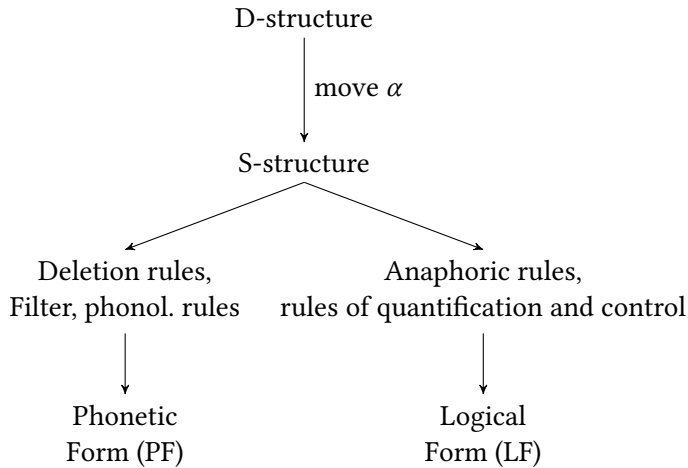 D-structure
move α
S-structure
Deletion rules,
Filter, phonol. rules
Anaphoric rules,
rules of quantification and control
Phonetic
Form (PF)
Logical
Form (LF)